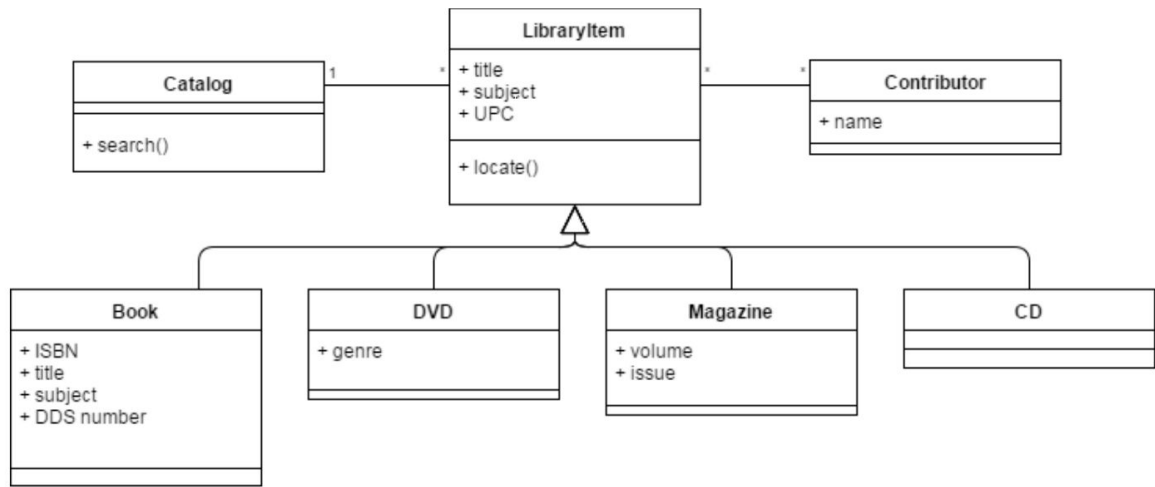 LibraryItem
+ title
+ subject
+ UPC
+ locate()
Catalog
+ search()
1
*
*
*
Contributor
+ name
Book
+ ISBN
+ title
+ subject
+ DDS number
DVD
+ genre
Magazine
+ volume
+ issue
CD